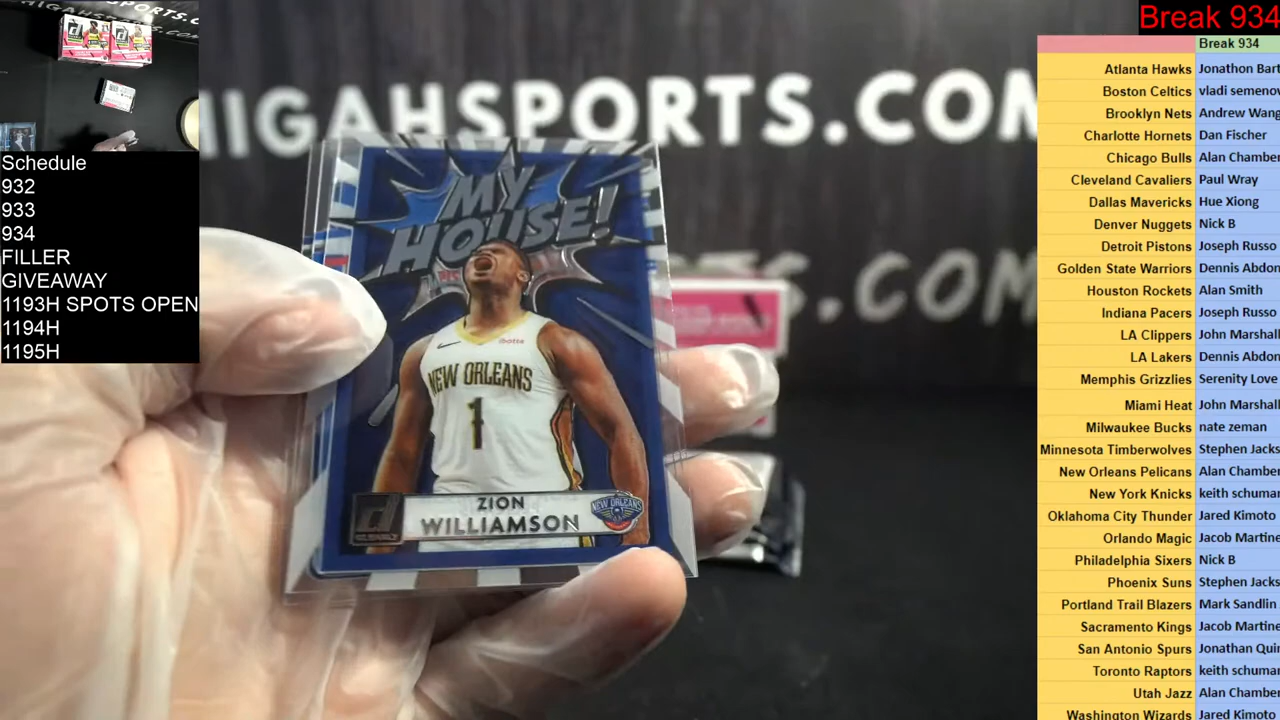 Break 934
HIGAHSPORTS.COM
S.COM
Schedule
932
933
934
FILLER
GIVEAWAY
1193H SPOTS OPEN
1194H
1195H
MY
HOUSE!
NEW ORLEANS
1
ZION
WILLIAMSON
NEW ORLEANS
Break 934
Atlanta Hawks Jonathon Bart
Boston Celtics vladi semenov
Brooklyn Nets Andrew Wang
Charlotte Hornets Dan Fischer
Chicago Bulls Alan Chamber
Cleveland Cavaliers Paul Wray
Dallas Mavericks Hue Xiong
Denver Nuggets Nick B
Detroit Pistons Joseph Russo
Golden State Warriors Dennis Abdon
Houston Rockets Alan Smith
Indiana Pacers Joseph Russo
LA Clippers John Marshall
LA Lakers Dennis Abdon
Memphis Grizzlies Serenity Love
Miami Heat John Marshall
Milwaukee Bucks nate zeman
Minnesota Timberwolves Stephen Jacks
New Orleans Pelicans Alan Chamber
New York Knicks keith schuman
Oklahoma City Thunder Jared Kimoto
Orlando Magic Jacob Martine
Philadelphia Sixers Nick B
Phoenix Suns Stephen Jacks
Portland Trail Blazers Mark Sandlin
Sacramento Kings Jacob Martine
San Antonio Spurs Jonathan Quin
Toronto Raptors keith schuman
Utah Jazz Alan Chamber
Washington Wizards Jared Kimoto